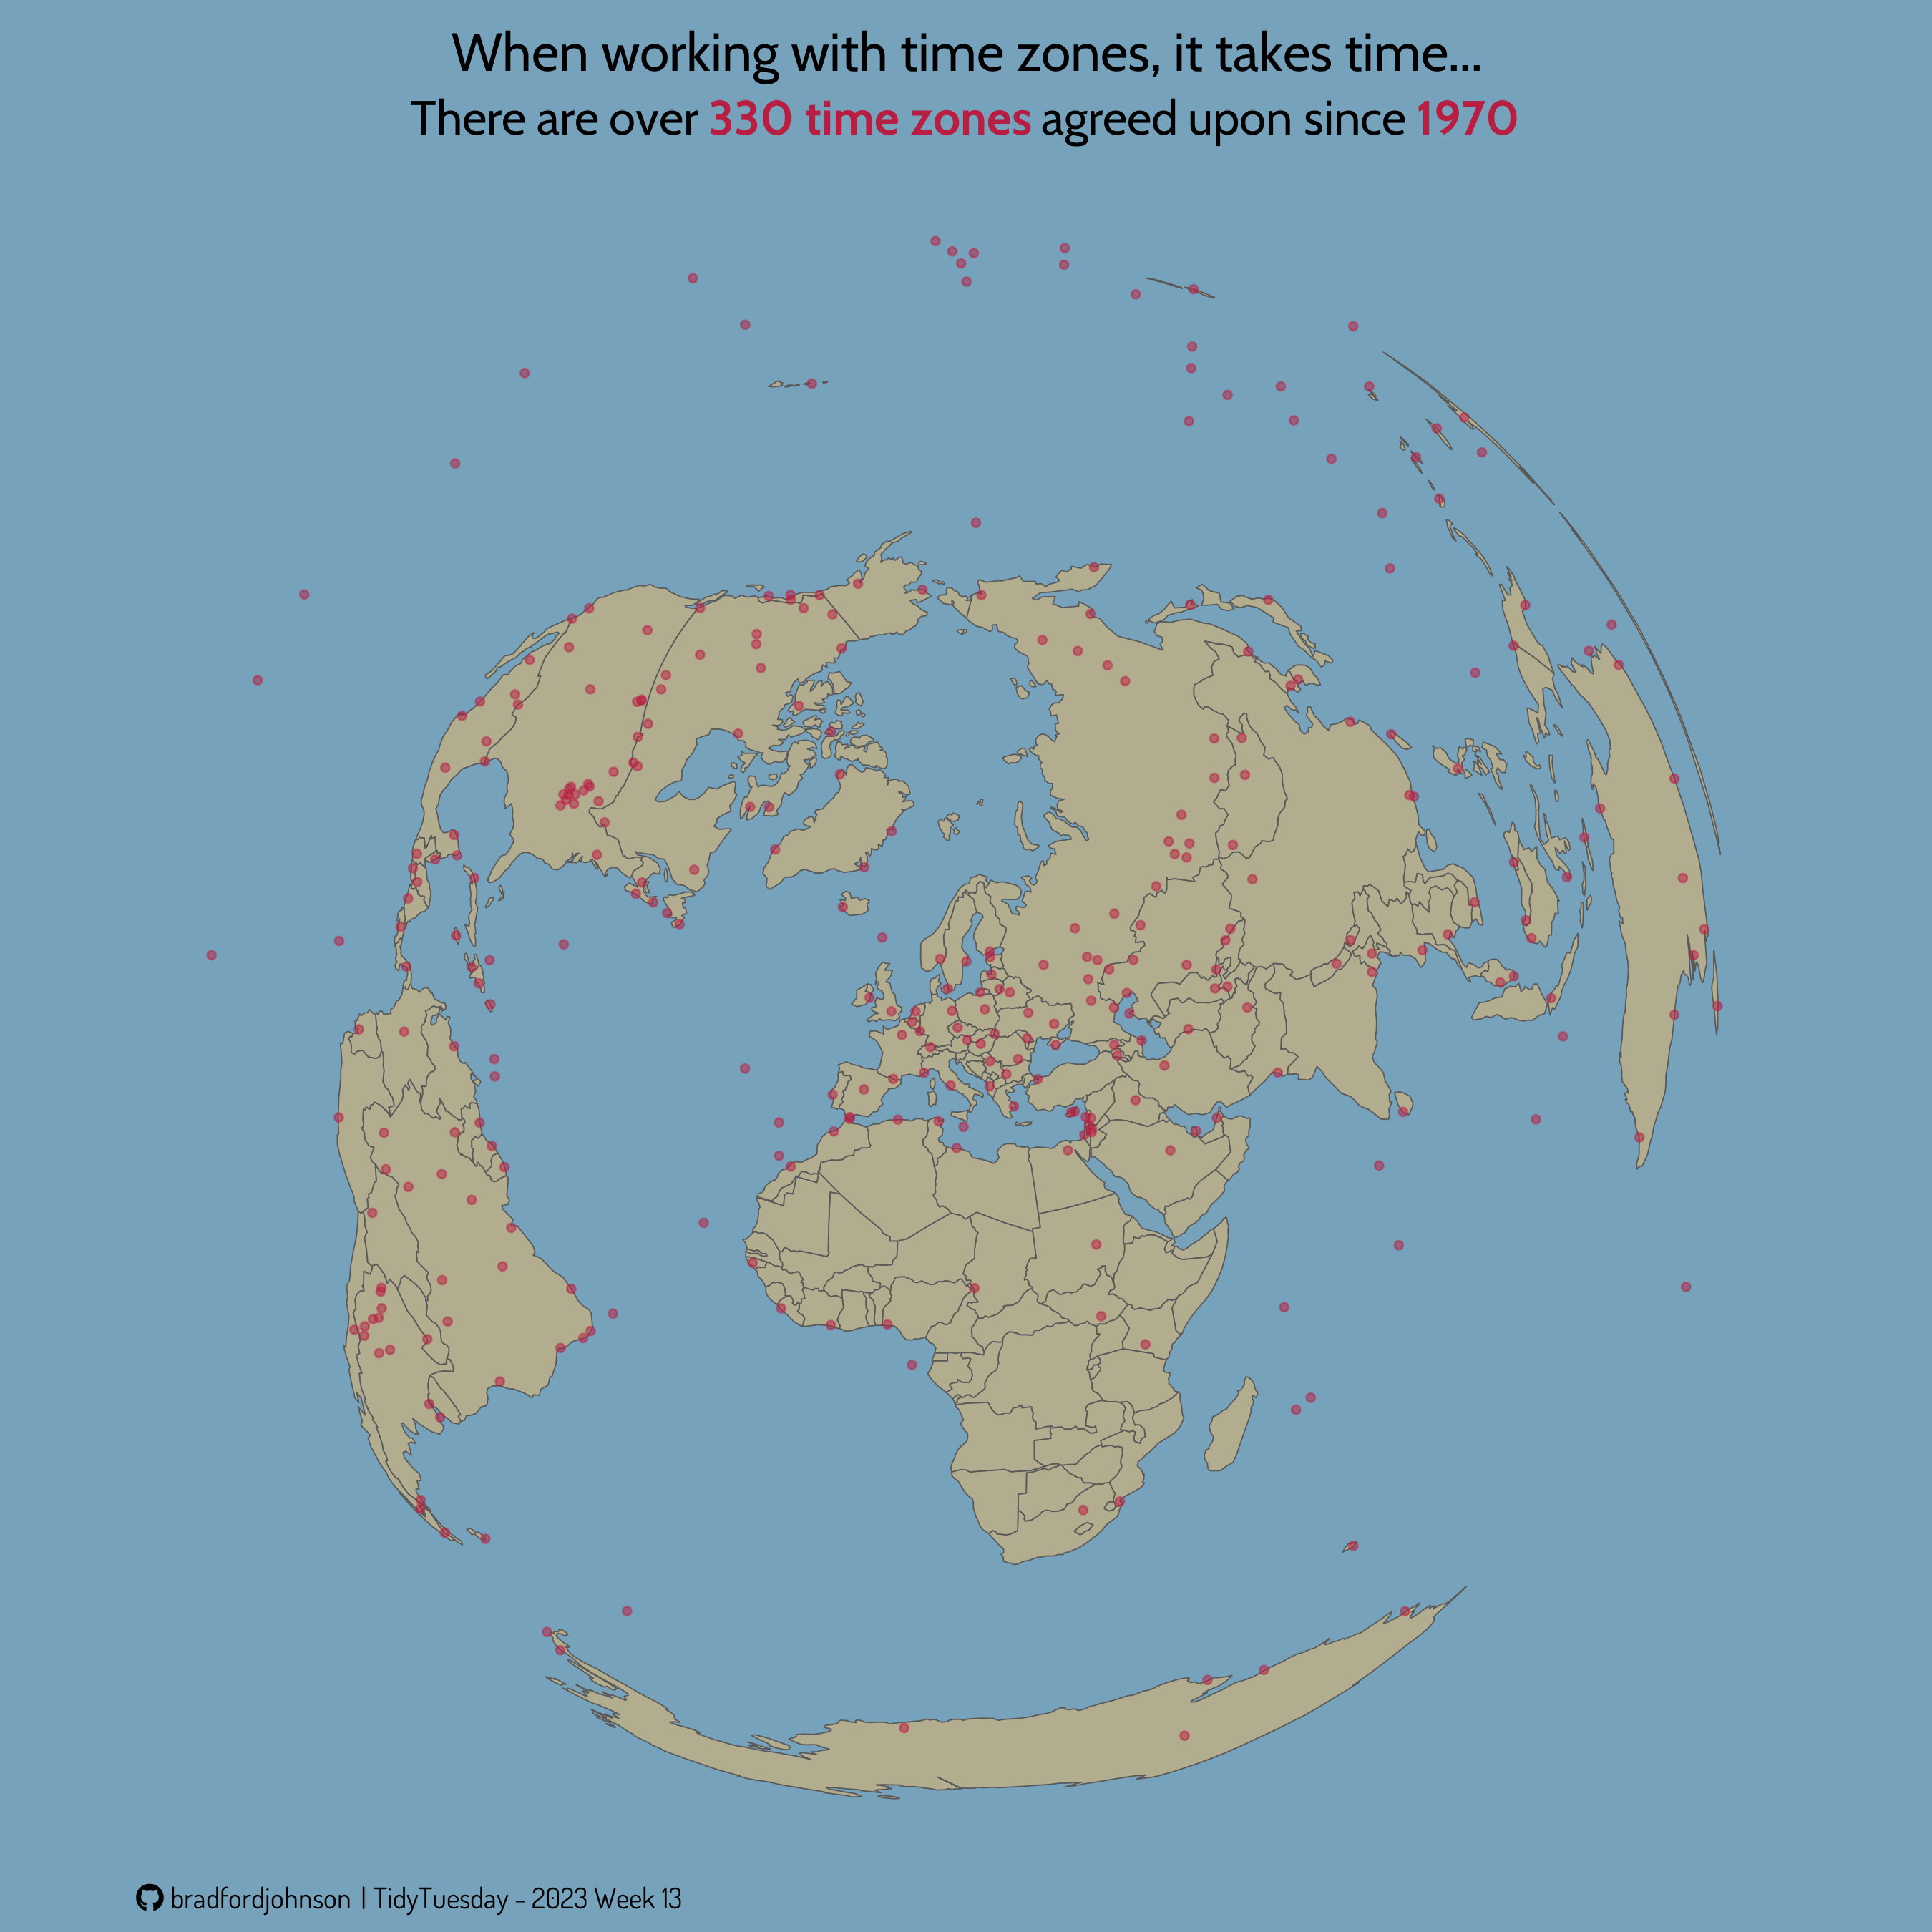 When working with time zones, it takes time...
There are over 330 time zones agreed upon since 1970
bradfordjohnson | TidyTuesday - 2023 Week 13